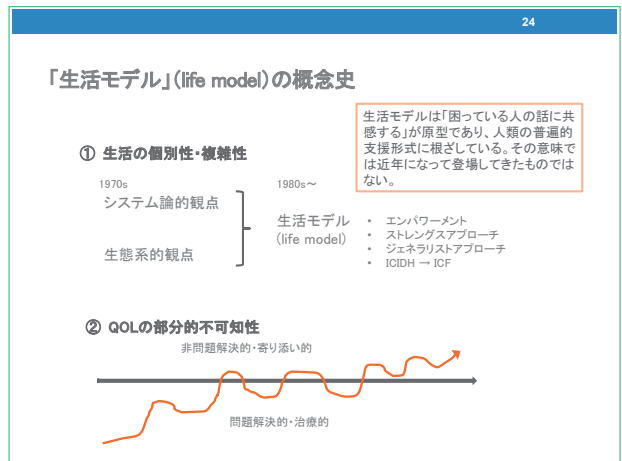 24
「生活モデル」(life model)の概念史
生活モデルは「困っている人の話に共
感する」が原型であり、人類の普遍的
支援形式に根ざしている。その意味で
は近年になって登場してきたものでは
ない。
① 生活の個別性・複雑性
1970s
システム論的観点
生態系的観点
1980s～
生活モデル
(life model)
• エンパワーメント
• ストレングスアプローチ
• ジェネラリストアプローチ
• ICIDH → ICF
② QOLの部分的不可知性
非問題解決的・寄り添い的
問題解決的・治療的